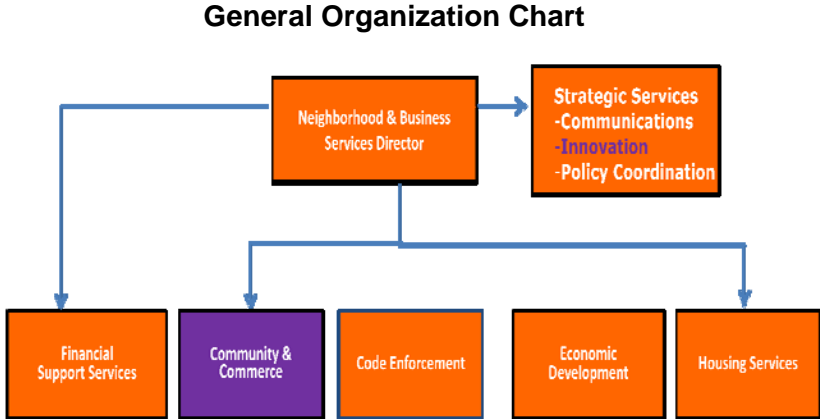 General Organization Chart
Neighborhood & Business
Services Director
Strategic Services
-Communications
-Innovation
-Policy Coordination
Financial
Support Services
Community &
Commerce
Code Enforcement
Economic
Development
Housing Services